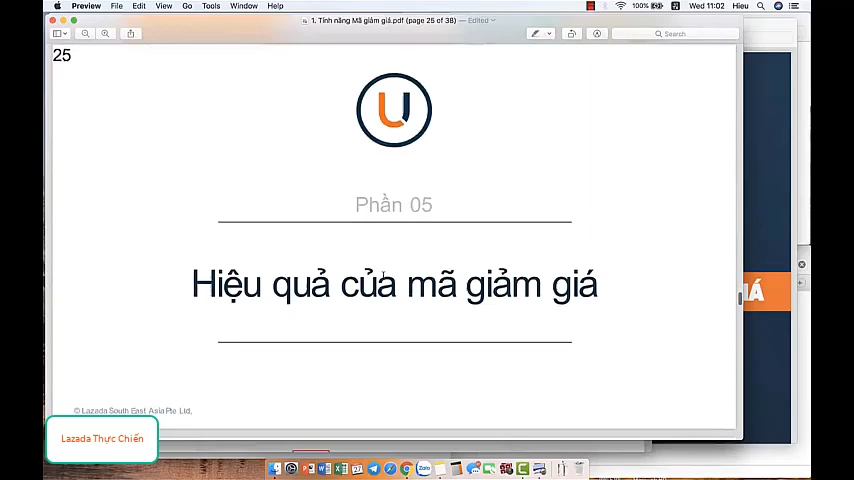 Preview File Edit View Go Tools Window Help
100% Wed 11:02 Hieu
1. Tính năng Mã giảm giá.pdf (page 25 of 38) — Edited
Search
25
Phần 05
Hiệu quả của mã giảm giá
© Lazada South East Asia Pte Ltd,
IÁ
Lazada Thực Chiến
Zalo